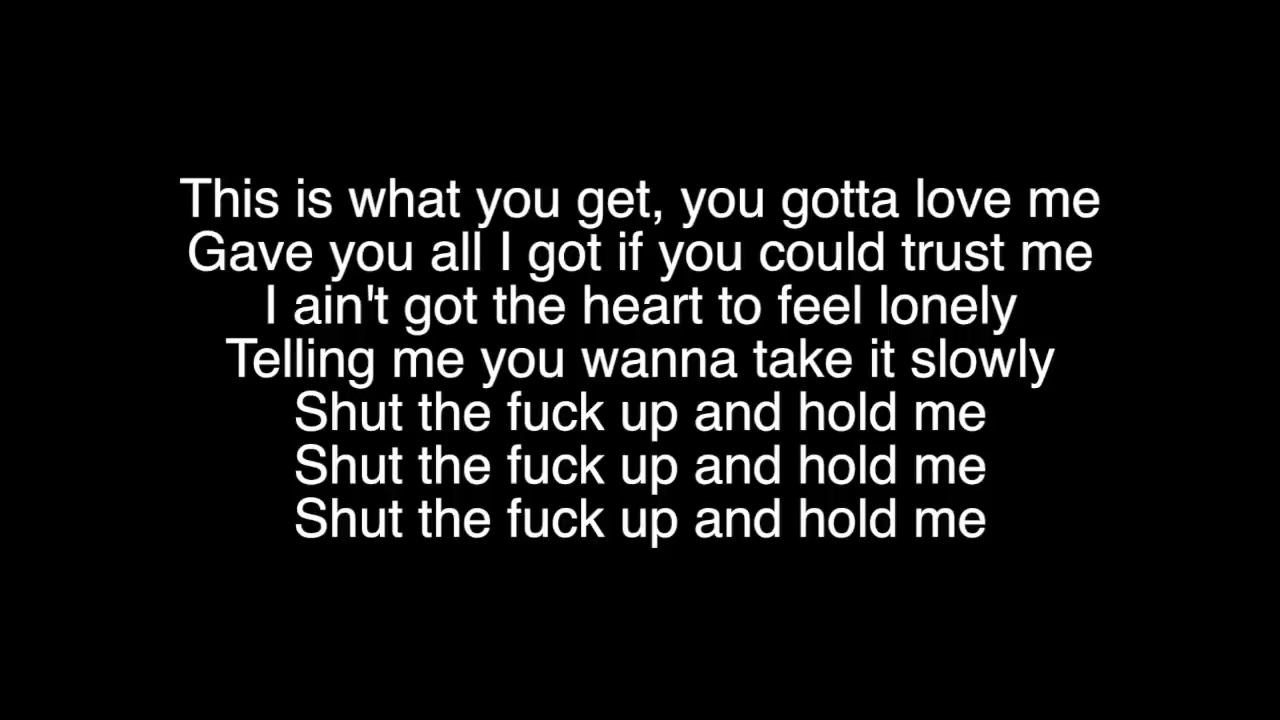 This is what you get, you gotta love me
Gave you all I got if you could trust me
I ain't got the heart to feel lonely
Telling me you wanna take it slowly
Shut the fuck up and hold me
Shut the fuck up and hold me
Shut the fuck up and hold me